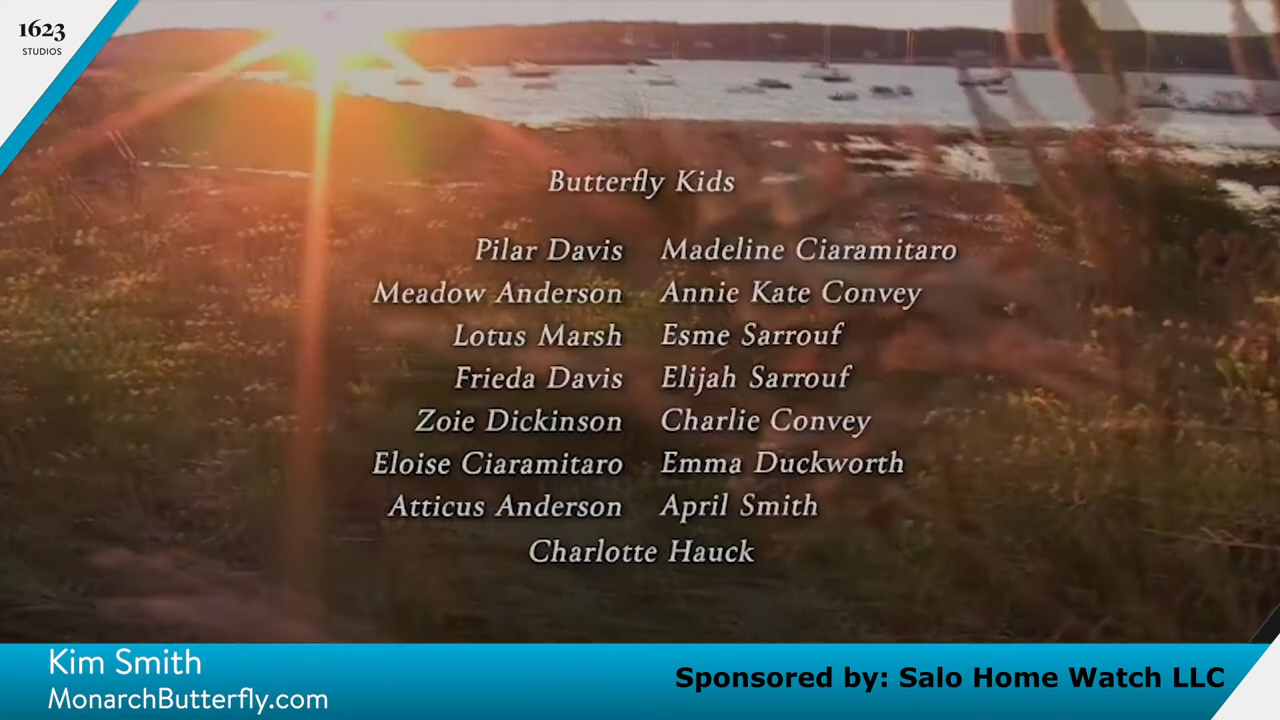 1623
STUDIOS
Butterfly Kids
Pilar Davis Madeline Ciaramitaro
Meadow Anderson Annie Kate Convey
Lotus Marsh Esme Sarrouf
Frieda Davis Elijah Sarrouf
Zoie Dickinson Charlie Convey
Eloise Ciaramitaro Emma Duckworth
Atticus Anderson April Smith
Charlotte Hauck
Kim Smith
MonarchButterfly.com
Sponsored by: Salo Home Watch LLC